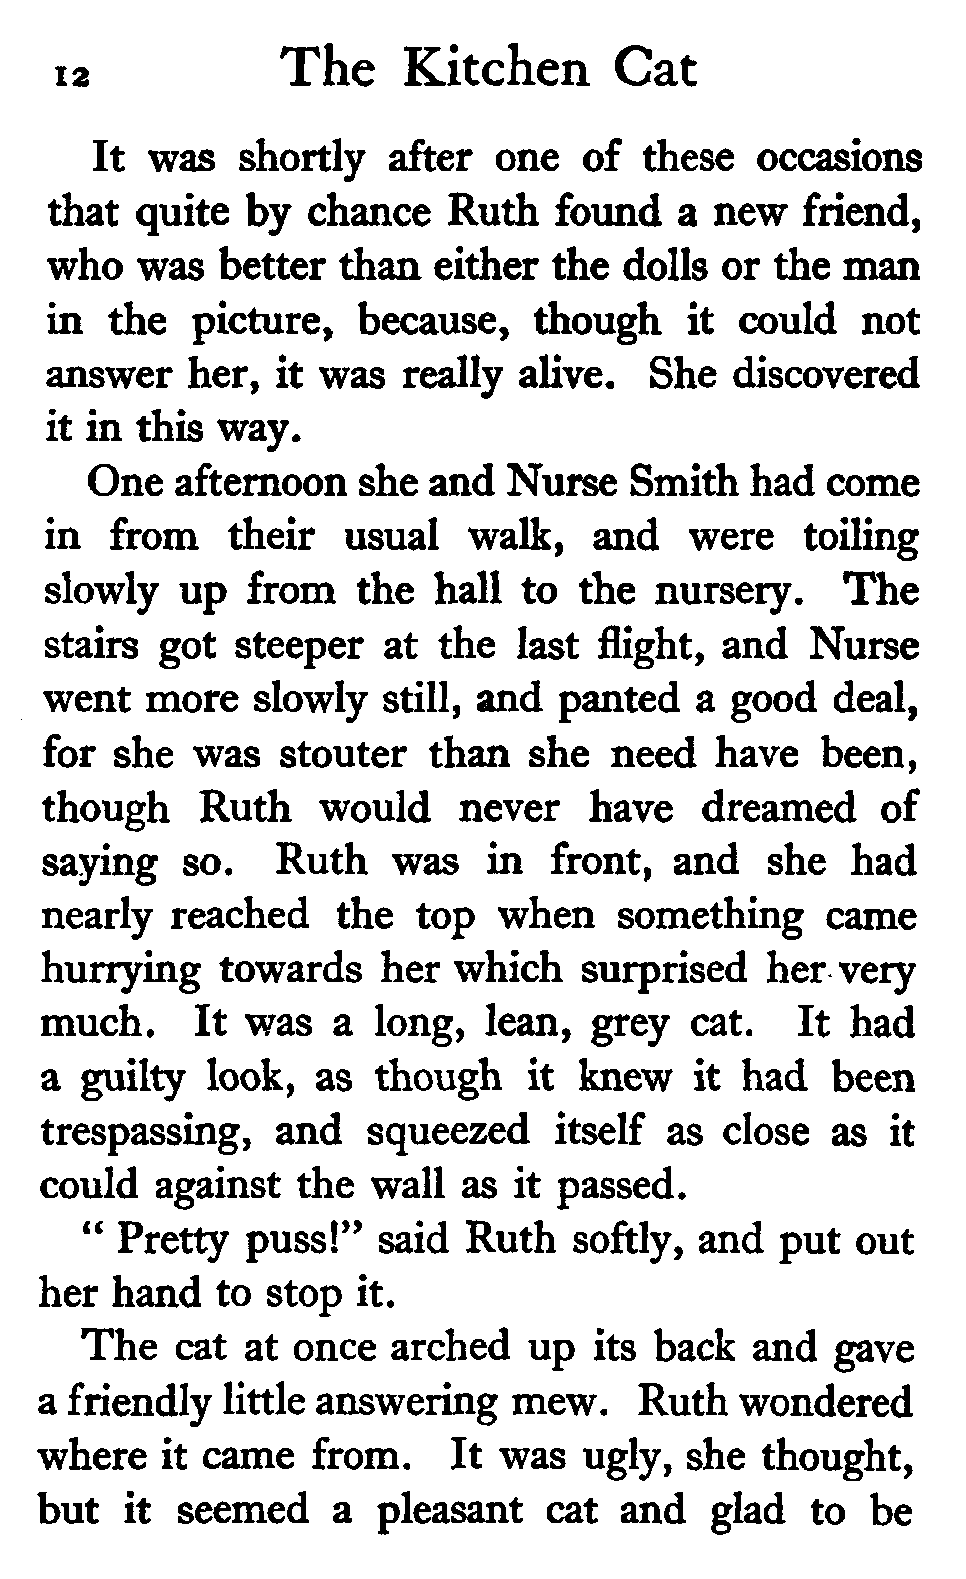 12 The Kitchen Cat
It was shortly after one of these occasions
that quite by chance Ruth found a new friend,
who was better than either the dolls or the man
in the picture, because, though it could not
answer her, it was really alive. She discovered
it in this way.
One afternoon she and Nurse Smith had come
in from their usual walk, and were toiling
slowly up from the hall to the nursery. The
stairs got steeper at the last flight, and Nurse
went more slowly still, and panted a good deal,
for she was stouter than she need have been,
though Ruth would never have dreamed of
saying so. Ruth was in front, and she had
nearly reached the top when something came
hurrying towards her which surprised her very
much. It was a long, lean, grey cat. It had
a guilty look, as though it knew it had been
trespassing, and squeezed itself as close as it
could against the wall as it passed.
“ Pretty puss!” said Ruth softly, and put out
her hand to stop it.
The cat at once arched up its back and gave
a friendly little answering mew. Ruth wondered
where it came from. It was ugly, she thought,
but it seemed a pleasant cat and glad to be